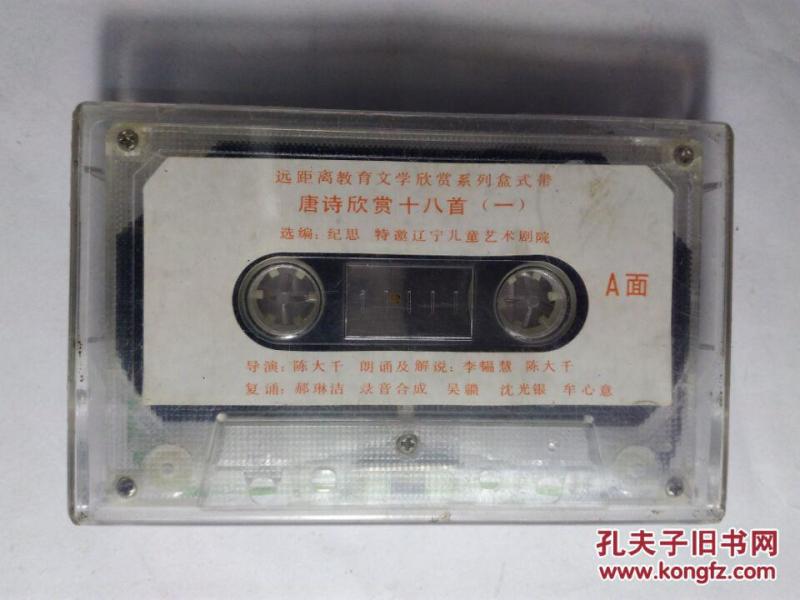 远距离教育文学欣赏系列盒式带
唐诗欣赏十八首（一）
选编：纪思 特邀辽宁儿童艺术剧院
A面
导演：陈大千 朗诵及解说：李韫慧 陈大千
复诵：郝琳洁 录音合成 吴疆 沈光银 牟心意
孔夫子旧书网
www.kongfz.com